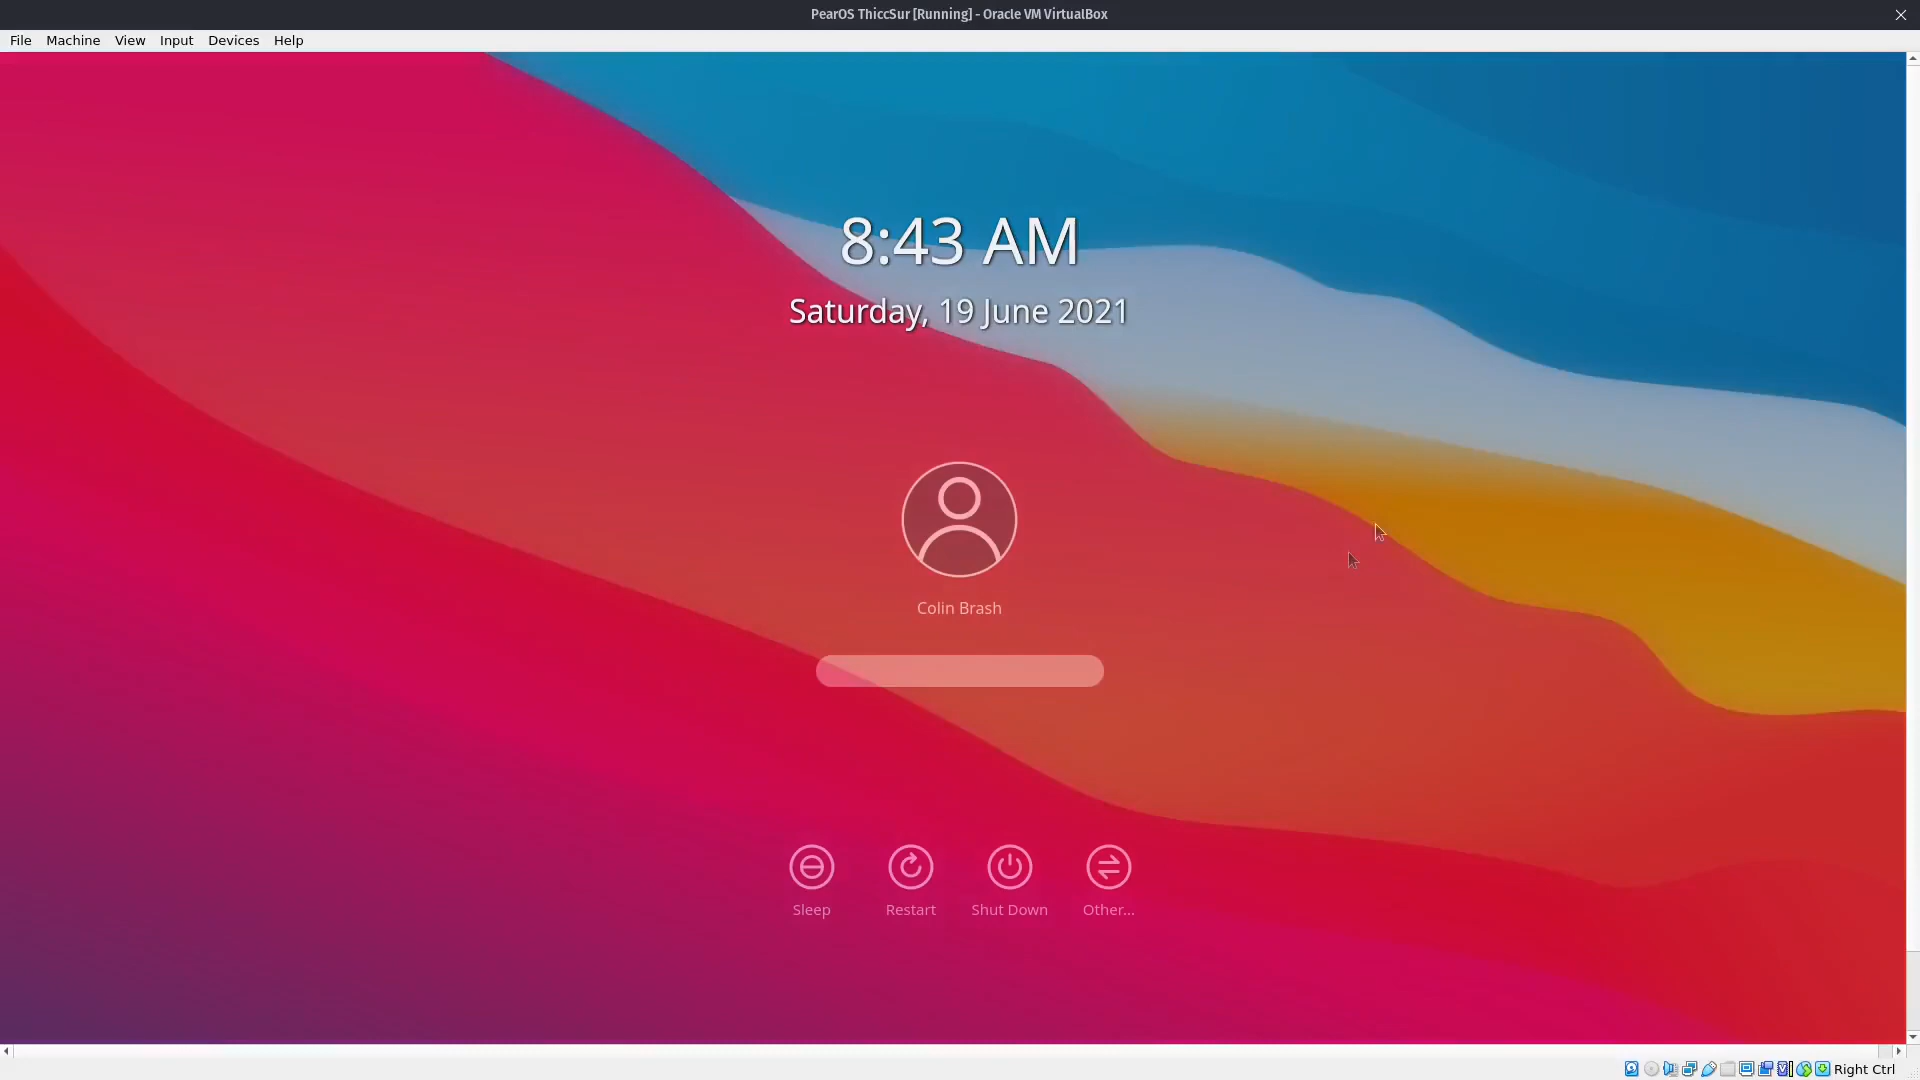 PearOS ThiccSur [Running] - Oracle VM VirtualBox
File Machine View Input Devices Help
8:43 AM
Saturday, 19 June 2021
Colin Brash
Sleep Restart Shut Down Other...
Right Ctrl